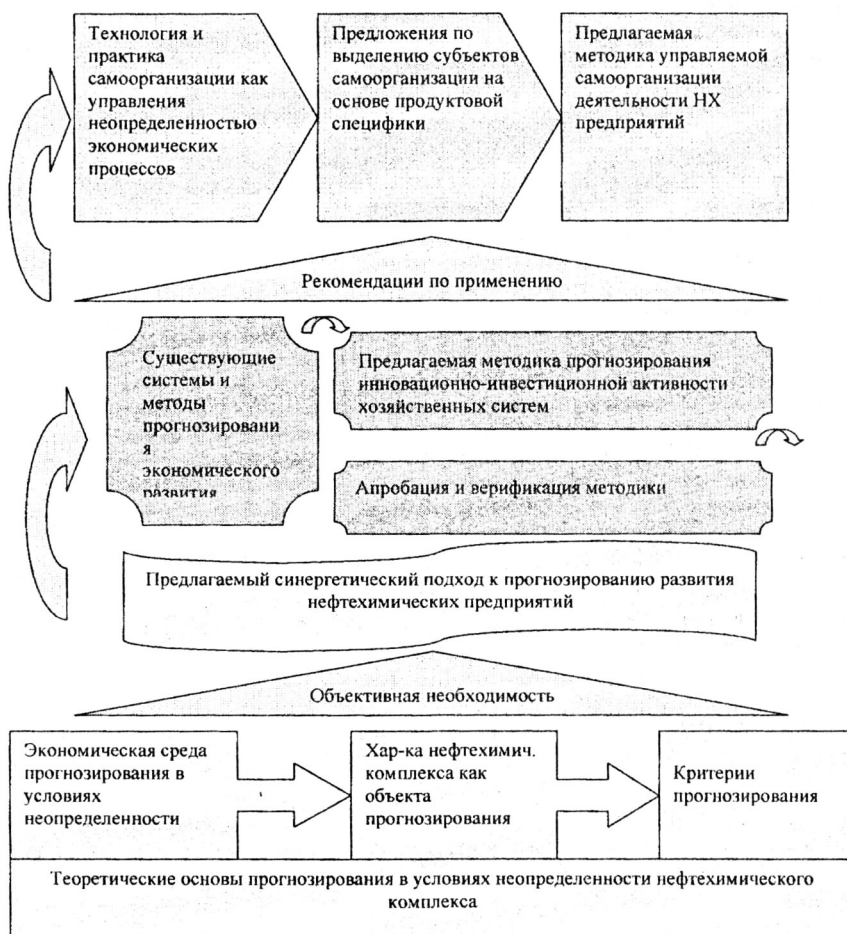 Технология и
практика
самоорганизации как
управления
неопределенностью
экономических
процессов
Предложения по
выделению субъектов
самоорганизации на
основе продуктовой
специфики
Предлагаемая
методика управляемой
самоорганизации
деятельности НХ
предприятий
Рекомендации по применению
Существующие
системы и
методы
прогнозировани
я
экономического
развития
Предлагаемая методика прогнозирования
инновационно-инвестиционной активности
хозяйственных систем
Апробация и верификация методики
Предлагаемый синергетический подход к прогнозированию развития
нефтехимических предприятий
Объективная необходимость
Экономическая среда
прогнозирования в
условиях
неопределенности
Хар-ка нефтехимич.
комплекса как
объекта
прогнозирования
Критерии
прогнозирования
Теоретические основы прогнозирования в условиях неопределенности нефтехимического
комплекса